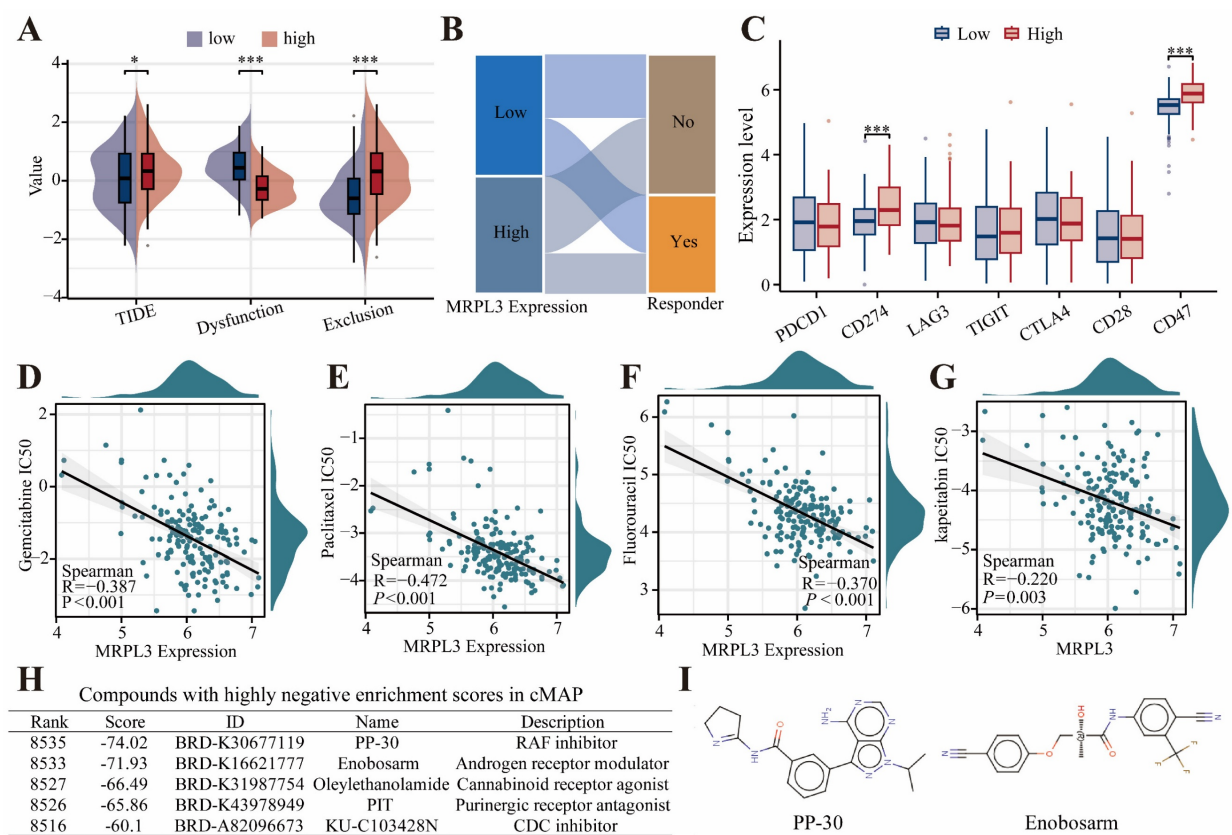 A
low high
* *** ***
4
2
0
−2
−4
Value
TIDE Dysfunction Exclusion
B
Low
High
No
Yes
MRPL3 Expression Responder
C
Low High
*** ***
6
4
2
0
Expression level
PDCD1 CD274 LAG3 TIGIT CTLA4 CD28 CD47
D
2
0
−2
Gemcitabine IC50
Spearman
R=−0.387
P<0.001
4 5 6 7
MRPL3 Expression
E
−1
−2
−3
−4
Paclitaxel IC50
Spearman
R=−0.472
P<0.001
4 5 6 7
MRPL3 Expression
F
6
5
4
3
Fluorouracil IC50
Spearman
R=−0.370
P<0.001
4 5 6 7
MRPL3 Expression
G
−3
−4
−5
−6
kapeitabin IC50
Spearman
R=−0.220
P=0.003
4 5 6 7
MRPL3
H
Compounds with highly negative enrichment scores in cMAP
Rank Score ID Name Description
8535 -74.02 BRD-K30677119 PP-30 RAF inhibitor
8533 -71.93 BRD-K16621777 Enobosarm Androgen receptor modulator
8527 -66.49 BRD-K31987754 Oleylethanolamide Cannabinoid receptor agonist
8526 -65.86 BRD-K43978949 PIT Purinergic receptor antagonist
8516 -60.1 BRD-A82096673 KU-C103428N CDC inhibitor
I
PP-30
Enobosarm